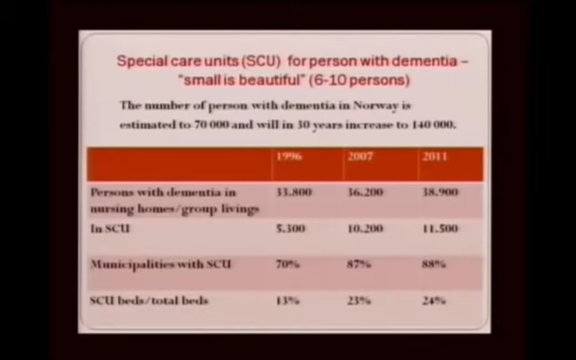 Special care units (SCU) for person with dementia –
"small is beautiful" (6-10 persons)
The number of person with dementia in Norway is
estimated to 70 000 and will in 30 years increase to 140 000.
1996 2007 2011
Persons with dementia in
nursing homes/group livings 33.800 36.200 38.900
In SCU 5.300 10.200 11.500
Municipalities with SCU 70% 87% 88%
SCU beds/total beds 13% 23% 24%